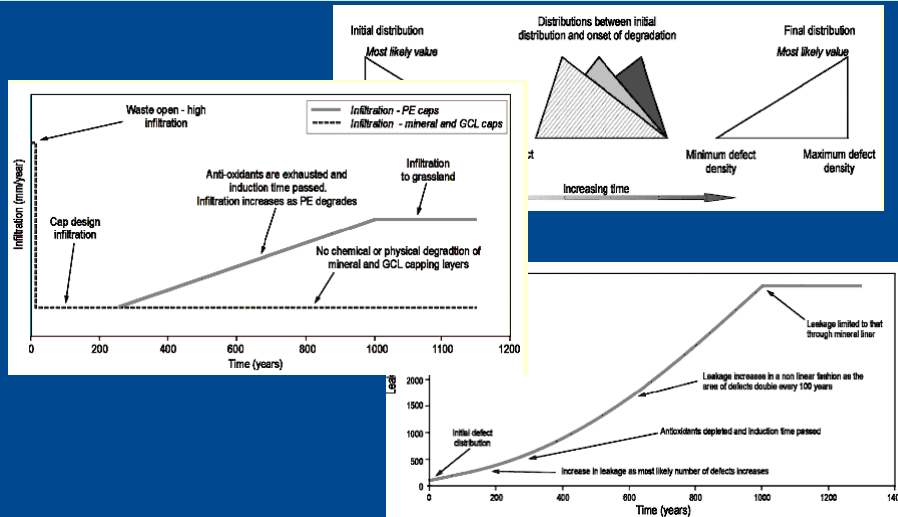 Initial distribution
Most likely value
Distributions between initial
distribution and onset of degradation
Final distribution
Most likely value
Minimum defect
density
Maximum defect
density
Increasing time
Infiltration (mm/year)
Waste open - high
infiltration
Infiltration - PE caps
Infiltration - mineral and GCL caps
Anti-oxidants are exhausted and
induction time passed.
Infiltration increases as PE degrades
Infiltration
to grassland
Cap design
infiltration
No chemical or physical degradtion of
mineral and GCL capping layers
0 200 400 600 800 1000 1200
Time (years)
Leakage limited to that
through mineral liner
2000
Leakage increases in a non linear fashion as the
area of defects double every 100 years
1500
1000
Initial defect
distribution
Antioxidants depleted and induction time passed
500
Increase in leakage as most likely number of defects increases
0
0 200 400 600 800 1000 1200
Time (years)